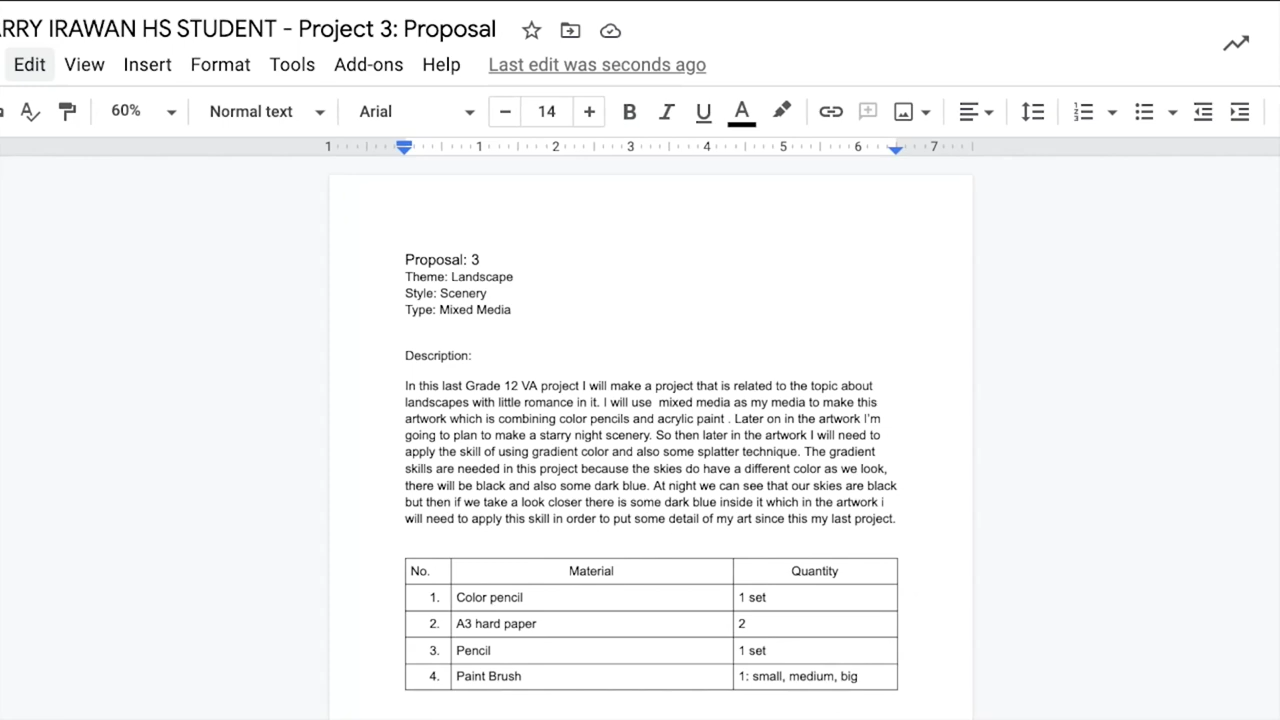 ARRY IRAWAN HS STUDENT - Project 3: Proposal
Edit View Insert Format Tools Add-ons Help Last edit was seconds ago
60% Normal text Arial - 14 + B I U A
1 1 2 3 4 5 6 7
Proposal: 3
Theme: Landscape
Style: Scenery
Type: Mixed Media
Description:
In this last Grade 12 VA project I will make a project that is related to the topic about
landscapes with little romance in it. I will use  mixed media as my media to make this
artwork which is combining color pencils and acrylic paint . Later on in the artwork I'm
going to plan to make a starry night scenery. So then later in the artwork I will need to
apply the skill of using gradient color and also some splatter technique. The gradient
skills are needed in this project because the skies do have a different color as we look,
there will be black and also some dark blue. At night we can see that our skies are black
but then if we take a look closer there is some dark blue inside it which in the artwork i
will need to apply this skill in order to put some detail of my art since this my last project.
No. Material Quantity
1. Color pencil 1 set
2. A3 hard paper 2
3. Pencil 1 set
4. Paint Brush 1: small, medium, big